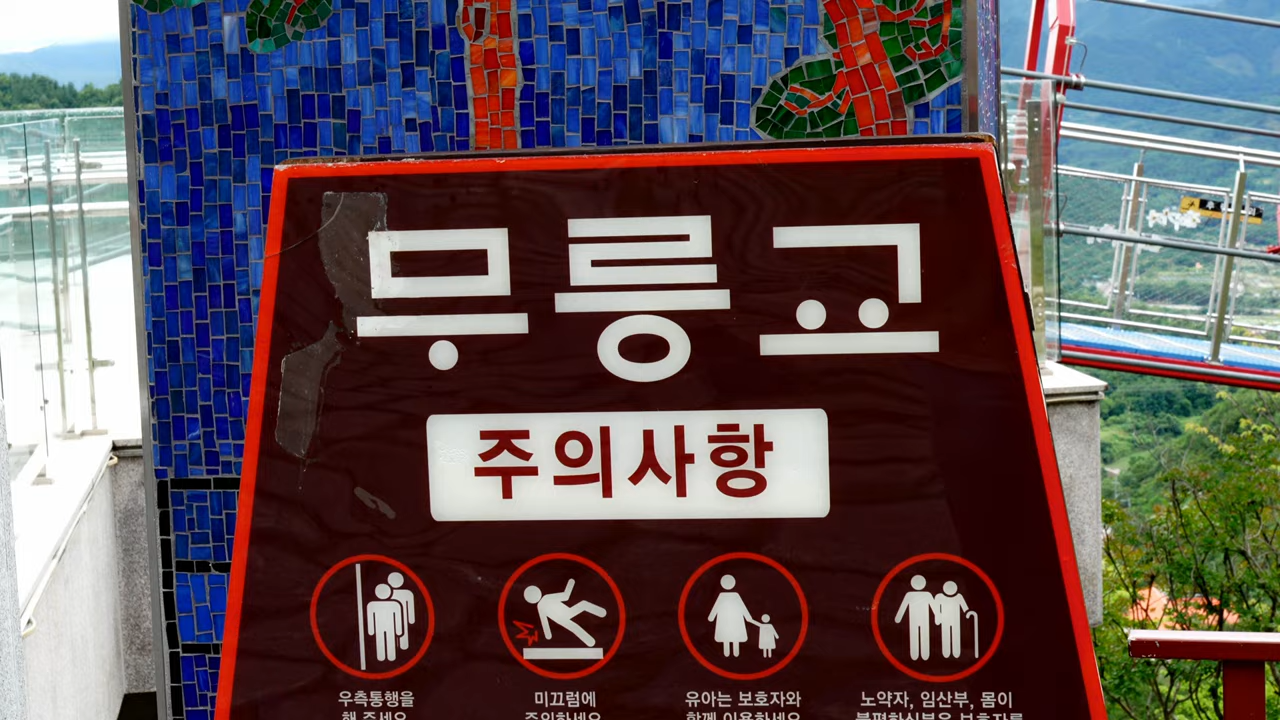 무릉교
주의사항
우측통행을
해 주세요
미끄럼에
주의하세요
유아는 보호자와
함께 이용하세요
노약자, 임산부, 몸이
불편하신분은 보호자를